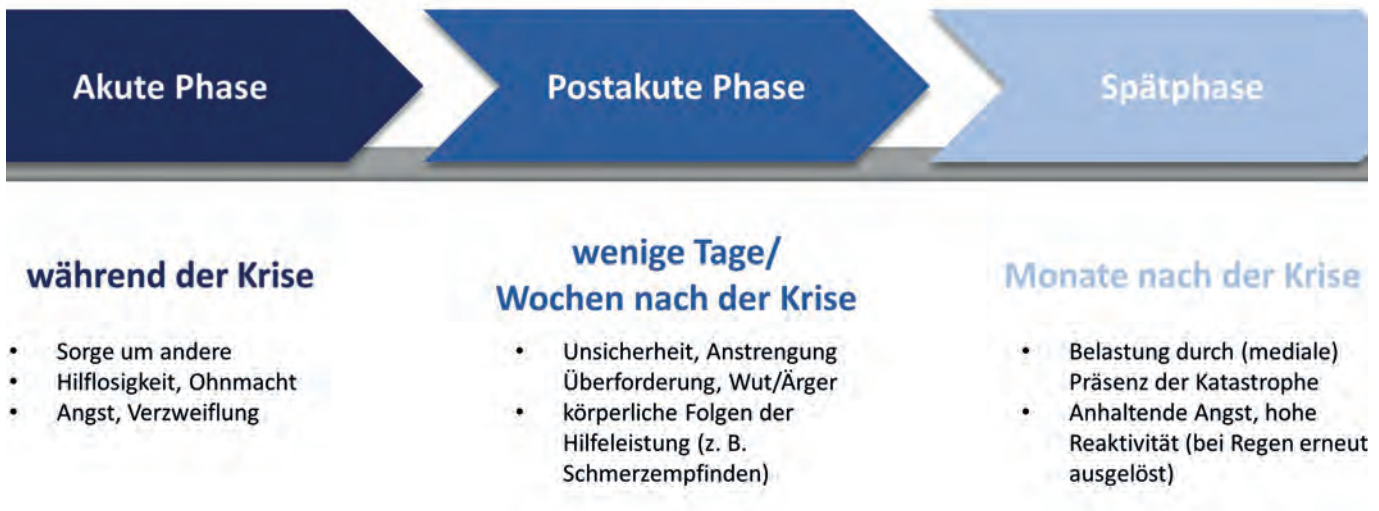 Akute Phase
Postakute Phase
Spätphase
während der Krise
• Sorge um andere
• Hilflosigkeit, Ohnmacht
• Angst, Verzweiflung
wenige Tage/
Wochen nach der Krise
• Unsicherheit, Anstrengung
Überforderung, Wut/Ärger
• körperliche Folgen der
Hilfeleistung (z. B.
Schmerzempfinden)
Monate nach der Krise
• Belastung durch (mediale)
Präsenz der Katastrophe
• Anhaltende Angst, hohe
Reaktivität (bei Regen erneut
ausgelöst)